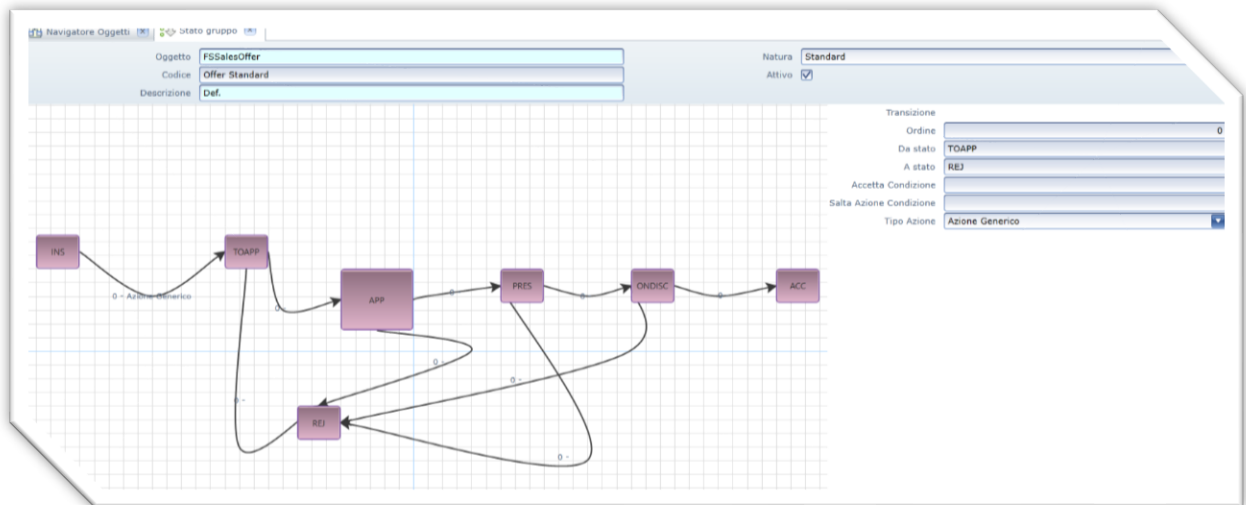 Navigatore Oggetti
Stato gruppo
Oggetto FSSalesOffer
Natura Standard
Codice Offer Standard
Attivo
Descrizione Def.
Transizione
Ordine 0
Da stato TOAPP
A stato REJ
Accetta Condizione
Salta Azione Condizione
Tipo Azione Azione Generico
INS
TOAPP
APP
PRES
ONDISC
ACC
REJ
0 - Azione Generico
0 -
0
0
0
0 -
0 -
0 -
0 -